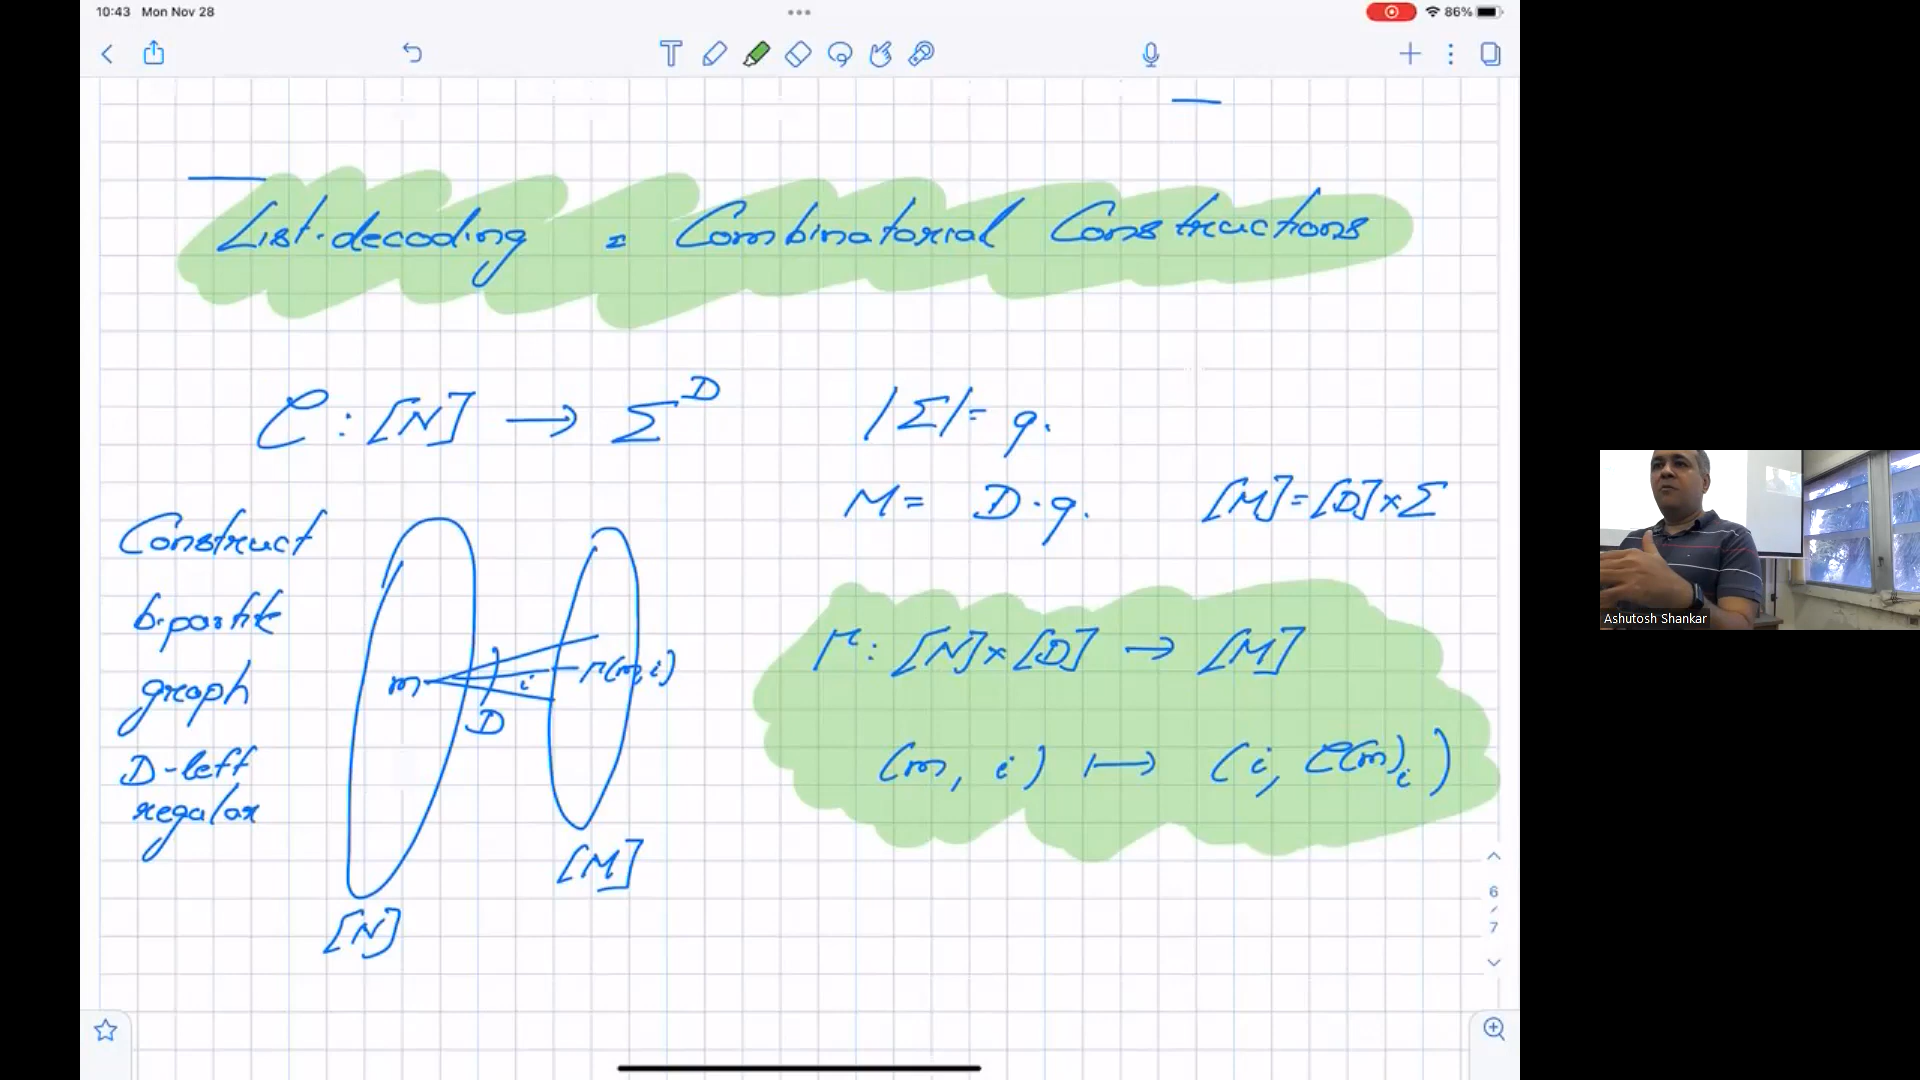 10:43 Mon Nov 28
86%
List-decoding = Combinatorial Constructions
C : [N] → Σ^D
|Σ| = q.
M = D·q.
[M] = [D] × Σ
Construct
bipartite
graph
D-left
regular
m
i
Γ(m,i)
D
[N]
[M]
Γ : [N] × [D] → [M]
(m, i) ↦ (i, C(m)_i)
6
7
Ashutosh Shankar